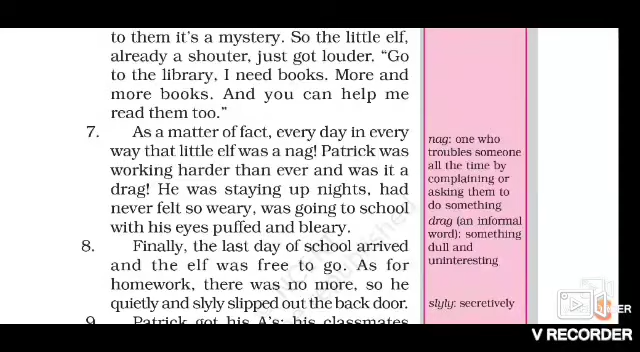 to them it’s a mystery. So the little elf,
already a shouter, just got louder. “Go
to the library, I need books. More and
more books. And you can help me
read them too.”
7. As a matter of fact, every day in every
way that little elf was a nag! Patrick was
working harder than ever and was it a
drag! He was staying up nights, had
never felt so weary, was going to school
with his eyes puffed and bleary.
8. Finally, the last day of school arrived
and the elf was free to go. As for
homework, there was no more, so he
quietly and slyly slipped out the back door.
9. Patrick got his A’s; his classmates
nag: one who
troubles someone
all the time by
complaining or
asking them to
do something
drag (an informal
word): something
dull and
uninteresting
slyly: secretively
V RECORDER